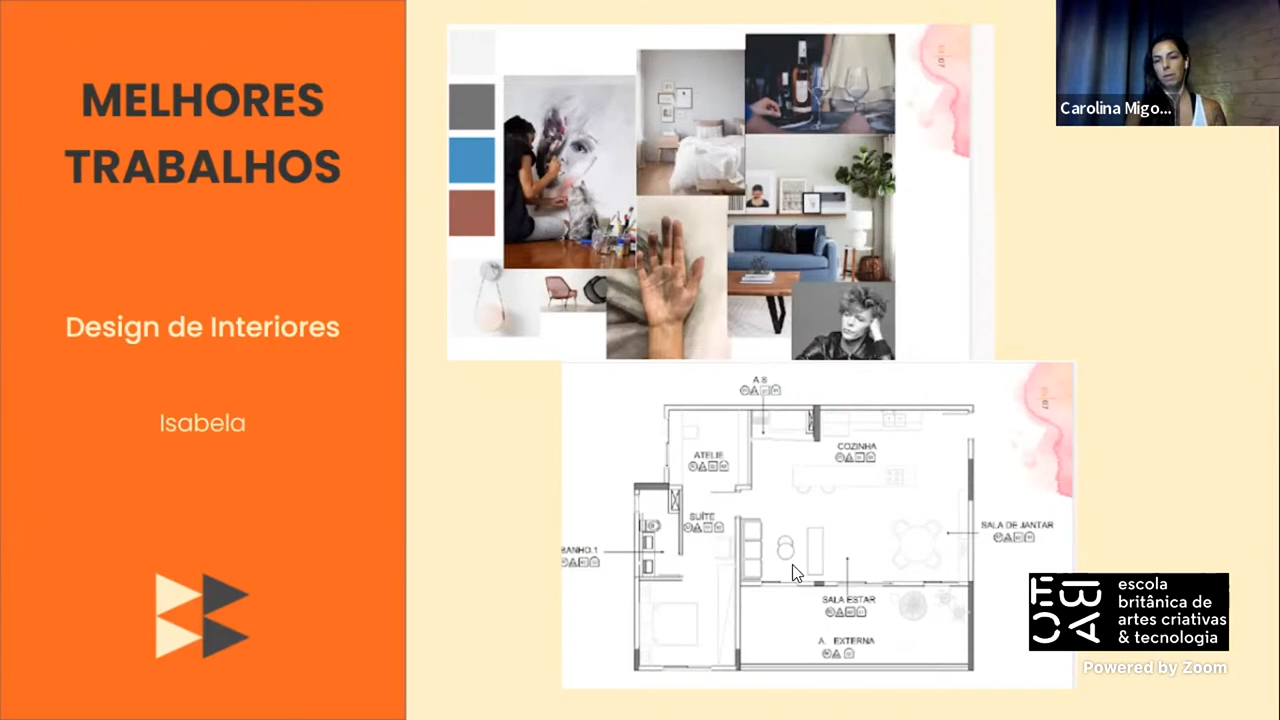 MELHORES
TRABALHOS
Design de Interiores
Isabela
Carolina Migo...
A.S
COZINHA
ATELIE
SUÍTE
BANHO.1
SALA DE JANTAR
SALA ESTAR
A. EXTERNA
EBAC
escola
britânica de
artes criativas
& tecnologia
Powered by Zoom